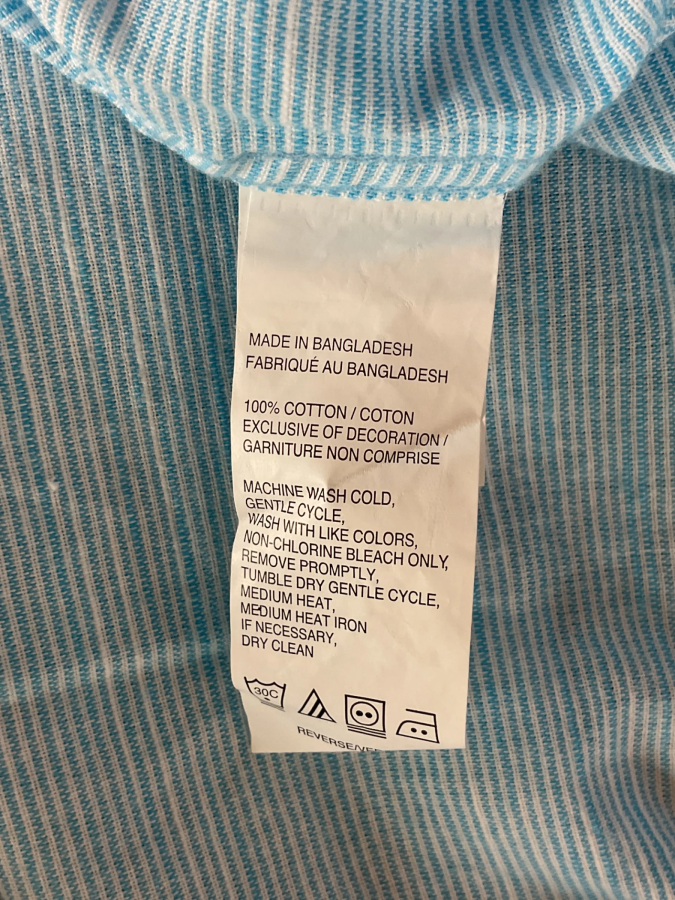 MADE IN BANGLADESH
FABRIQUÉ AU BANGLADESH
100% COTTON / COTON
EXCLUSIVE OF DECORATION /
GARNITURE NON COMPRISE
MACHINE WASH COLD,
GENTLE CYCLE,
WASH WITH LIKE COLORS,
NON-CHLORINE BLEACH ONLY,
REMOVE PROMPTLY,
TUMBLE DRY GENTLE CYCLE,
MEDIUM HEAT,
MEDIUM HEAT IRON
IF NECESSARY,
DRY CLEAN
30C
REVERSE/